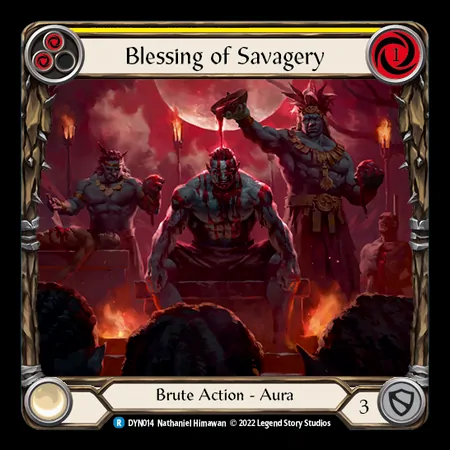 Blessing of Savagery
1
Brute Action - Aura
3
R DYN014 Nathaniel Himawan © 2022 Legend Story Studios